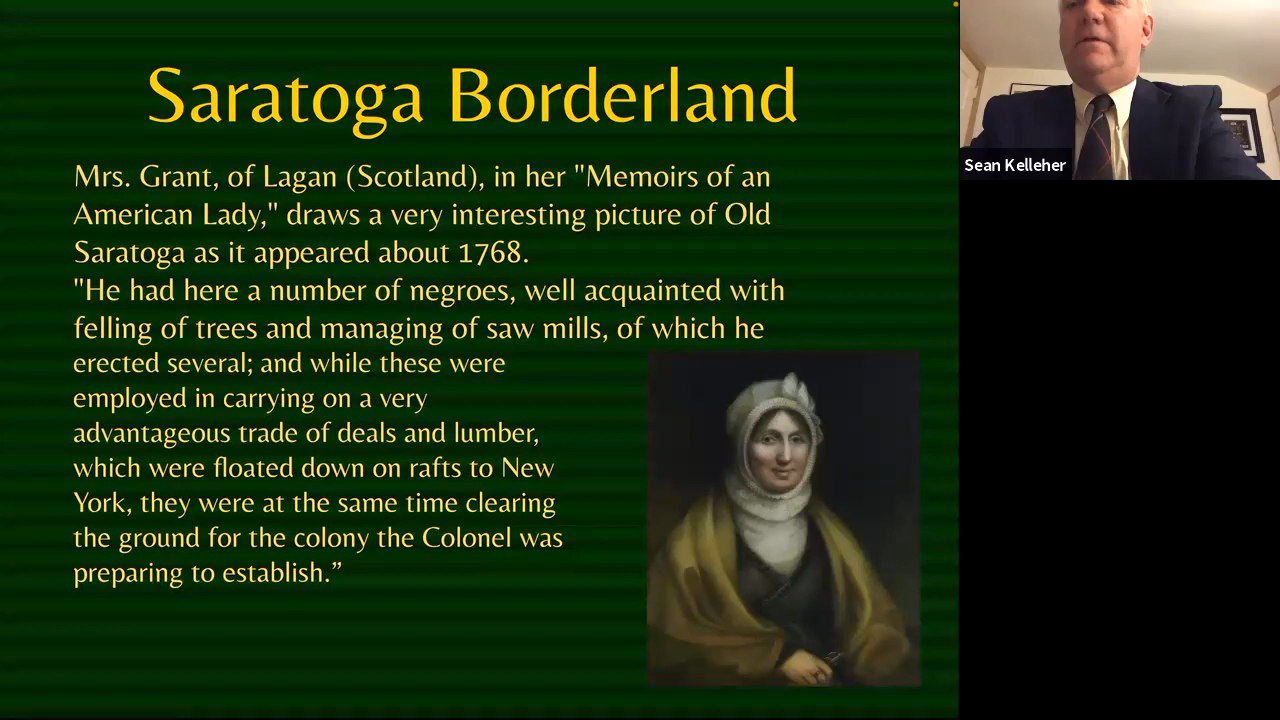 Saratoga Borderland
Mrs. Grant, of Lagan (Scotland), in her "Memoirs of an
American Lady," draws a very interesting picture of Old
Saratoga as it appeared about 1768.
"He had here a number of negroes, well acquainted with
felling of trees and managing of saw mills, of which he
erected several; and while these were
employed in carrying on a very
advantageous trade of deals and lumber,
which were floated down on rafts to New
York, they were at the same time clearing
the ground for the colony the Colonel was
preparing to establish.”
Sean Kelleher